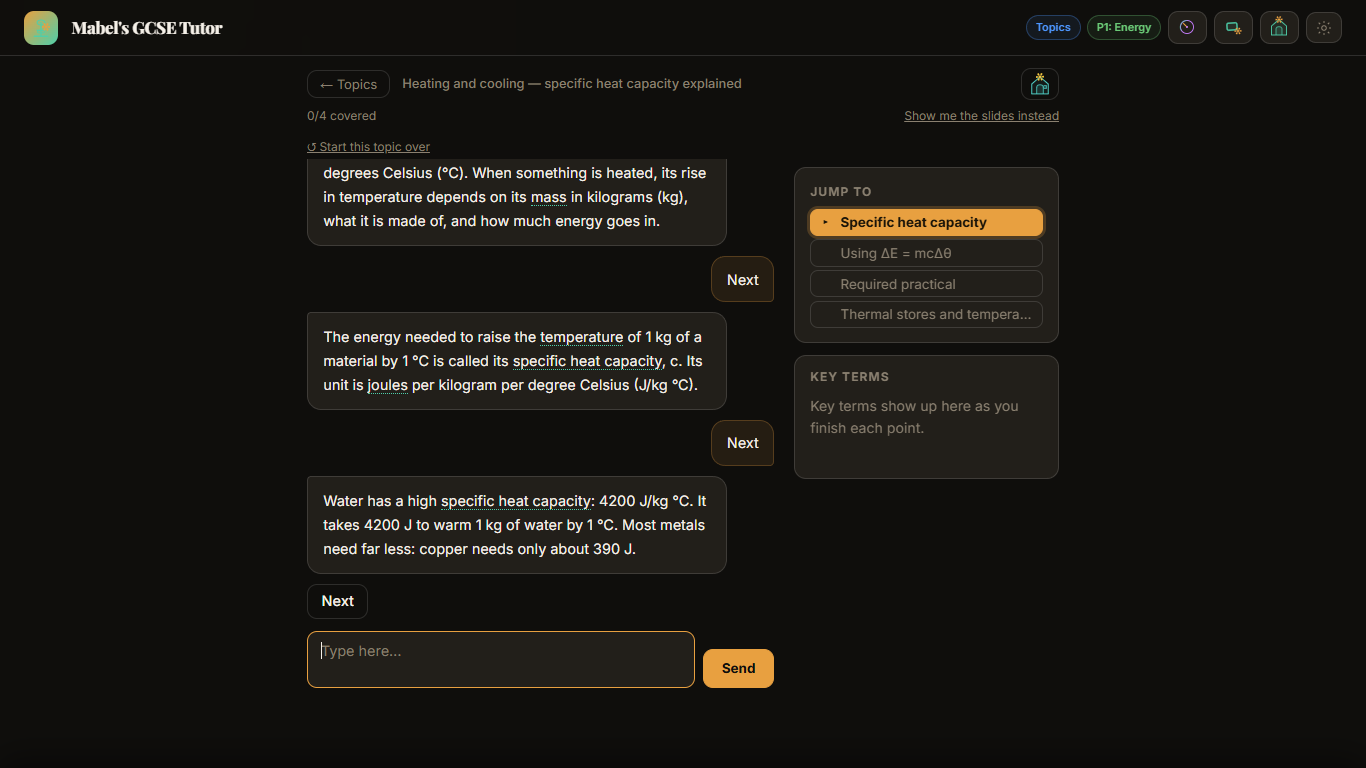 Mabel's GCSE Tutor
Topics
P1: Energy
← Topics
Heating and cooling — specific heat capacity explained
0/4 covered
Show me the slides instead
↺ Start this topic over
degrees Celsius (°C). When something is heated, its rise
in temperature depends on its mass in kilograms (kg),
what it is made of, and how much energy goes in.
Next
The energy needed to raise the temperature of 1 kg of a
material by 1 °C is called its specific heat capacity, c. Its
unit is joules per kilogram per degree Celsius (J/kg °C).
Next
Water has a high specific heat capacity: 4200 J/kg °C. It
takes 4200 J to warm 1 kg of water by 1 °C. Most metals
need far less: copper needs only about 390 J.
Next
Type here...
Send
JUMP TO
Specific heat capacity
Using ΔE = mcΔθ
Required practical
Thermal stores and tempera...
KEY TERMS
Key terms show up here as you
finish each point.